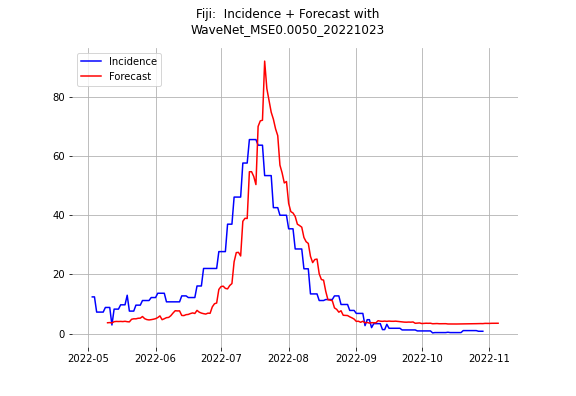 Fiji:  Incidence + Forecast with
WaveNet_MSE0.0050_20221023
Incidence
Forecast
80
60
40
20
0
2022-05 2022-06 2022-07 2022-08 2022-09 2022-10 2022-11